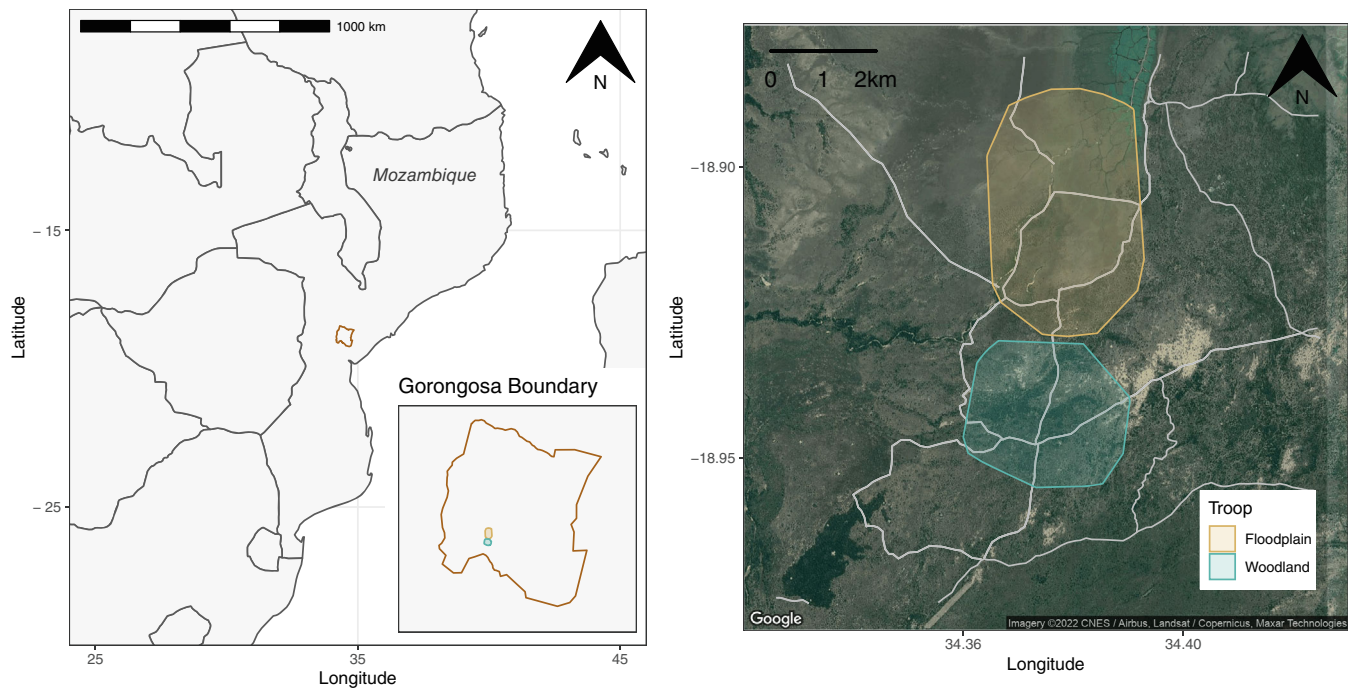 1000 km
N
Mozambique
Latitude
- 15
- 25
Gorongosa Boundary
25
35
45
Longitude
0 1 2km
N
Latitude
-18.90
-18.95
Troop
Floodplain
Woodland
Google
Imagery ©2022 CNES / Airbus, Landsat / Copernicus, Maxar Technologies
34.36
34.40
Longitude